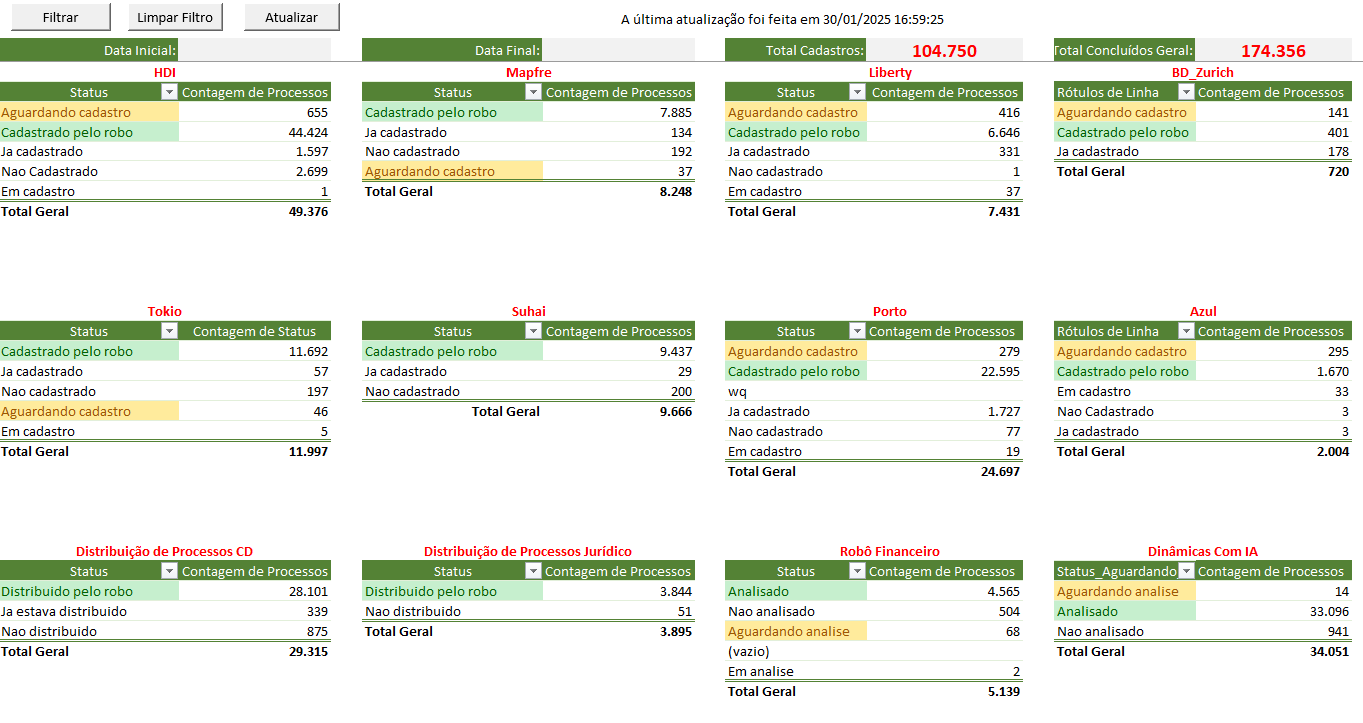 Filtrar Limpar Filtro Atualizar A última atualização foi feita em 30/01/2025 16:59:25
Data Inicial: Data Final: Total Cadastros: 104.750 Total Concluídos Geral: 174.356
HDI
Status Contagem de Processos
Aguardando cadastro 655
Cadastrado pelo robo 44.424
Ja cadastrado 1.597
Nao Cadastrado 2.699
Em cadastro 1
Total Geral 49.376
Mapfre
Status Contagem de Processos
Cadastrado pelo robo 7.885
Ja cadastrado 134
Nao cadastrado 192
Aguardando cadastro 37
Total Geral 8.248
Liberty
Status Contagem de Processos
Aguardando cadastro 416
Cadastrado pelo robo 6.646
Ja cadastrado 331
Nao cadastrado 1
Em cadastro 37
Total Geral 7.431
BD_Zurich
Rótulos de Linha Contagem de Processos
Aguardando cadastro 141
Cadastrado pelo robo 401
Ja cadastrado 178
Total Geral 720
Tokio
Status Contagem de Status
Cadastrado pelo robo 11.692
Ja cadastrado 57
Nao cadastrado 197
Aguardando cadastro 46
Em cadastro 5
Total Geral 11.997
Suhai
Status Contagem de Processos
Cadastrado pelo robo 9.437
Ja cadastrado 29
Nao cadastrado 200
Total Geral 9.666
Porto
Status Contagem de Processos
Aguardando cadastro 279
Cadastrado pelo robo 22.595
wq
Ja cadastrado 1.727
Nao cadastrado 77
Em cadastro 19
Total Geral 24.697
Azul
Rótulos de Linha Contagem de Processos
Aguardando cadastro 295
Cadastrado pelo robo 1.670
Em cadastro 33
Nao Cadastrado 3
Ja cadastrado 3
Total Geral 2.004
Distribuição de Processos CD
Status Contagem de Processos
Distribuido pelo robo 28.101
Ja estava distribuido 339
Nao distribuido 875
Total Geral 29.315
Distribuição de Processos Jurídico
Status Contagem de Processos
Distribuido pelo robo 3.844
Nao distribuido 51
Total Geral 3.895
Robô Financeiro
Status Contagem de Processos
Analisado 4.565
Nao analisado 504
Aguardando analise 68
(vazio)
Em analise 2
Total Geral 5.139
Dinâmicas Com IA
Status_Aguardando Contagem de Processos
Aguardando analise 14
Analisado 33.096
Nao analisado 941
Total Geral 34.051